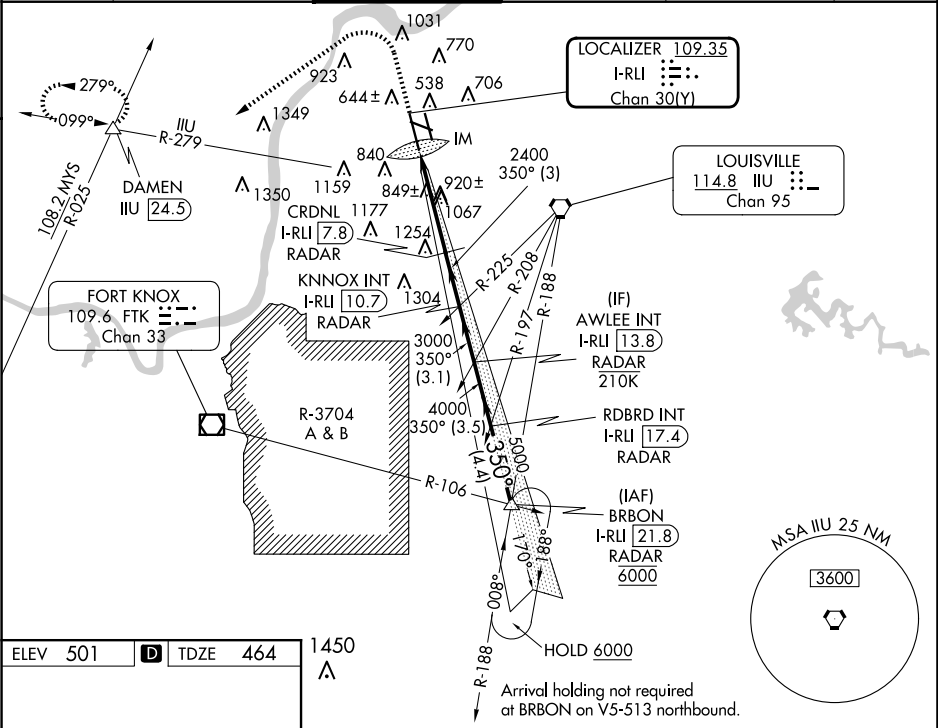 1031
770
923
644±
538
706
LOCALIZER 109.35
I-RLI
Chan 30(Y)
279°
099°
1349
IIU
R-279
IM
840
2400
350° (3)
LOUISVILLE
114.8 IIU
Chan 95
DAMEN
IIU 24.5
108.2 MYS
R-025
1350
1159
849±
920±
1067
CRDNL
I-RLI 7.8
RADAR
1177
1254
R-225
R-208
R-197
R-188
KNNOX INT
I-RLI 10.7
RADAR
1304
FORT KNOX
109.6 FTK
Chan 33
(IF)
AWLEE INT
I-RLI 13.8
RADAR
210K
3000
350°
(3.1)
R-3704
A & B
4000
350° (3.5)
RDBRD INT
I-RLI 17.4
RADAR
350°
5000
(4.4)
R-106
(IAF)
BRBON
I-RLI 21.8
RADAR
6000
MSA IIU 25 NM
3600
170°
188°
008°
R-188
HOLD 6000
ELEV 501 D TDZE 464
1450
Arrival holding not required
at BRBON on V5-513 northbound.